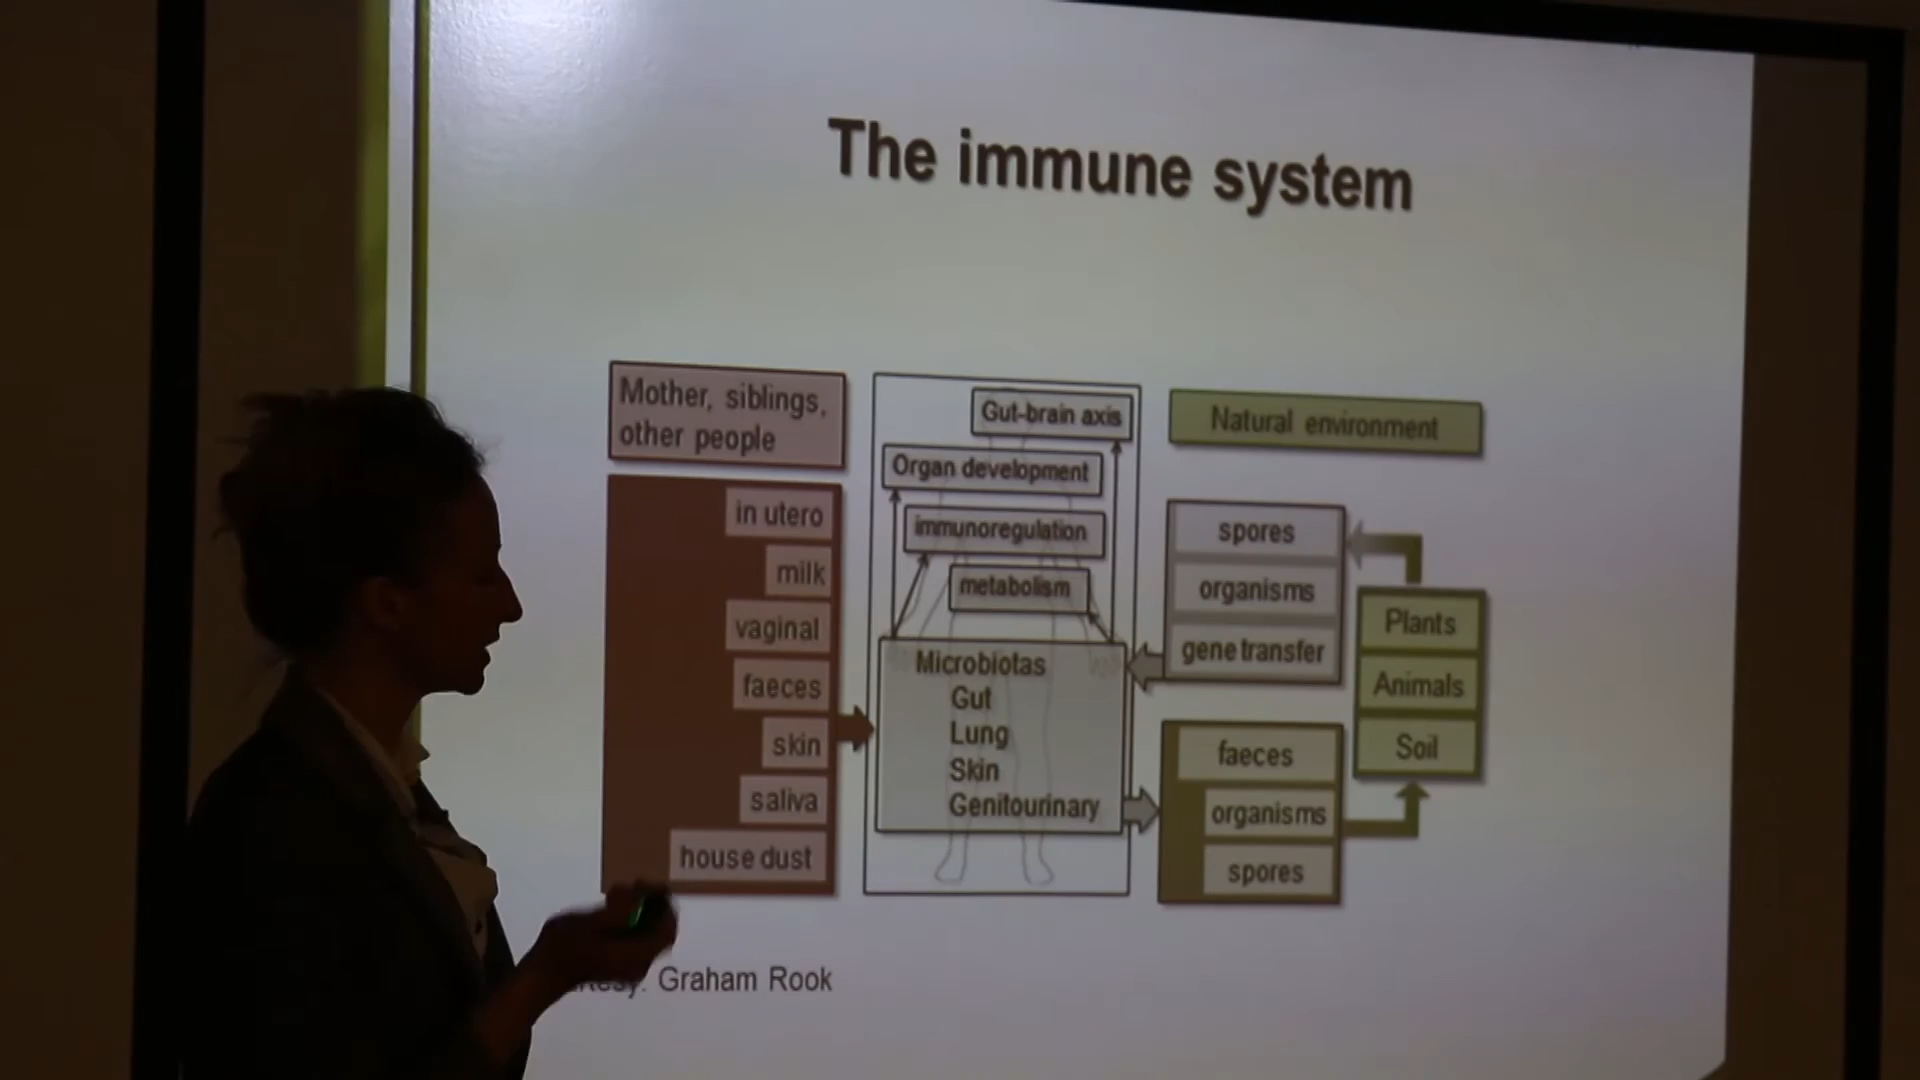 The immune system
Mother, siblings,
other people
in utero
milk
vaginal
faeces
skin
saliva
house dust
Gut-brain axis
Organ development
immunoregulation
metabolism
Microbiotas
Gut
Lung
Skin
Genitourinary
Natural environment
spores
organisms
gene transfer
Plants
Animals
Soil
faeces
organisms
spores
Graham Rook